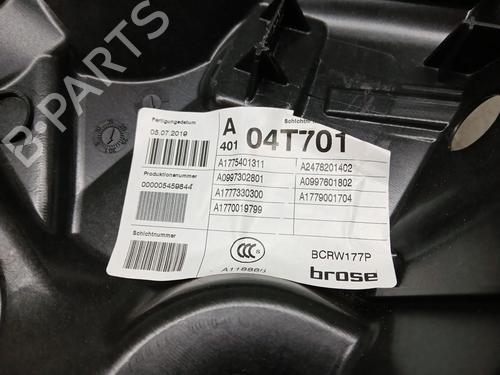 B-PARTS
Fertigungsdatum
05.07.2019
Produktionsnummer
000005459844
Schichtnummer
A
401
04T701
A1775401311
A2478201402
A0997302801
A0997601802
A1777330300
A1779001704
A1770019799
CCC
BCRW177P
brose